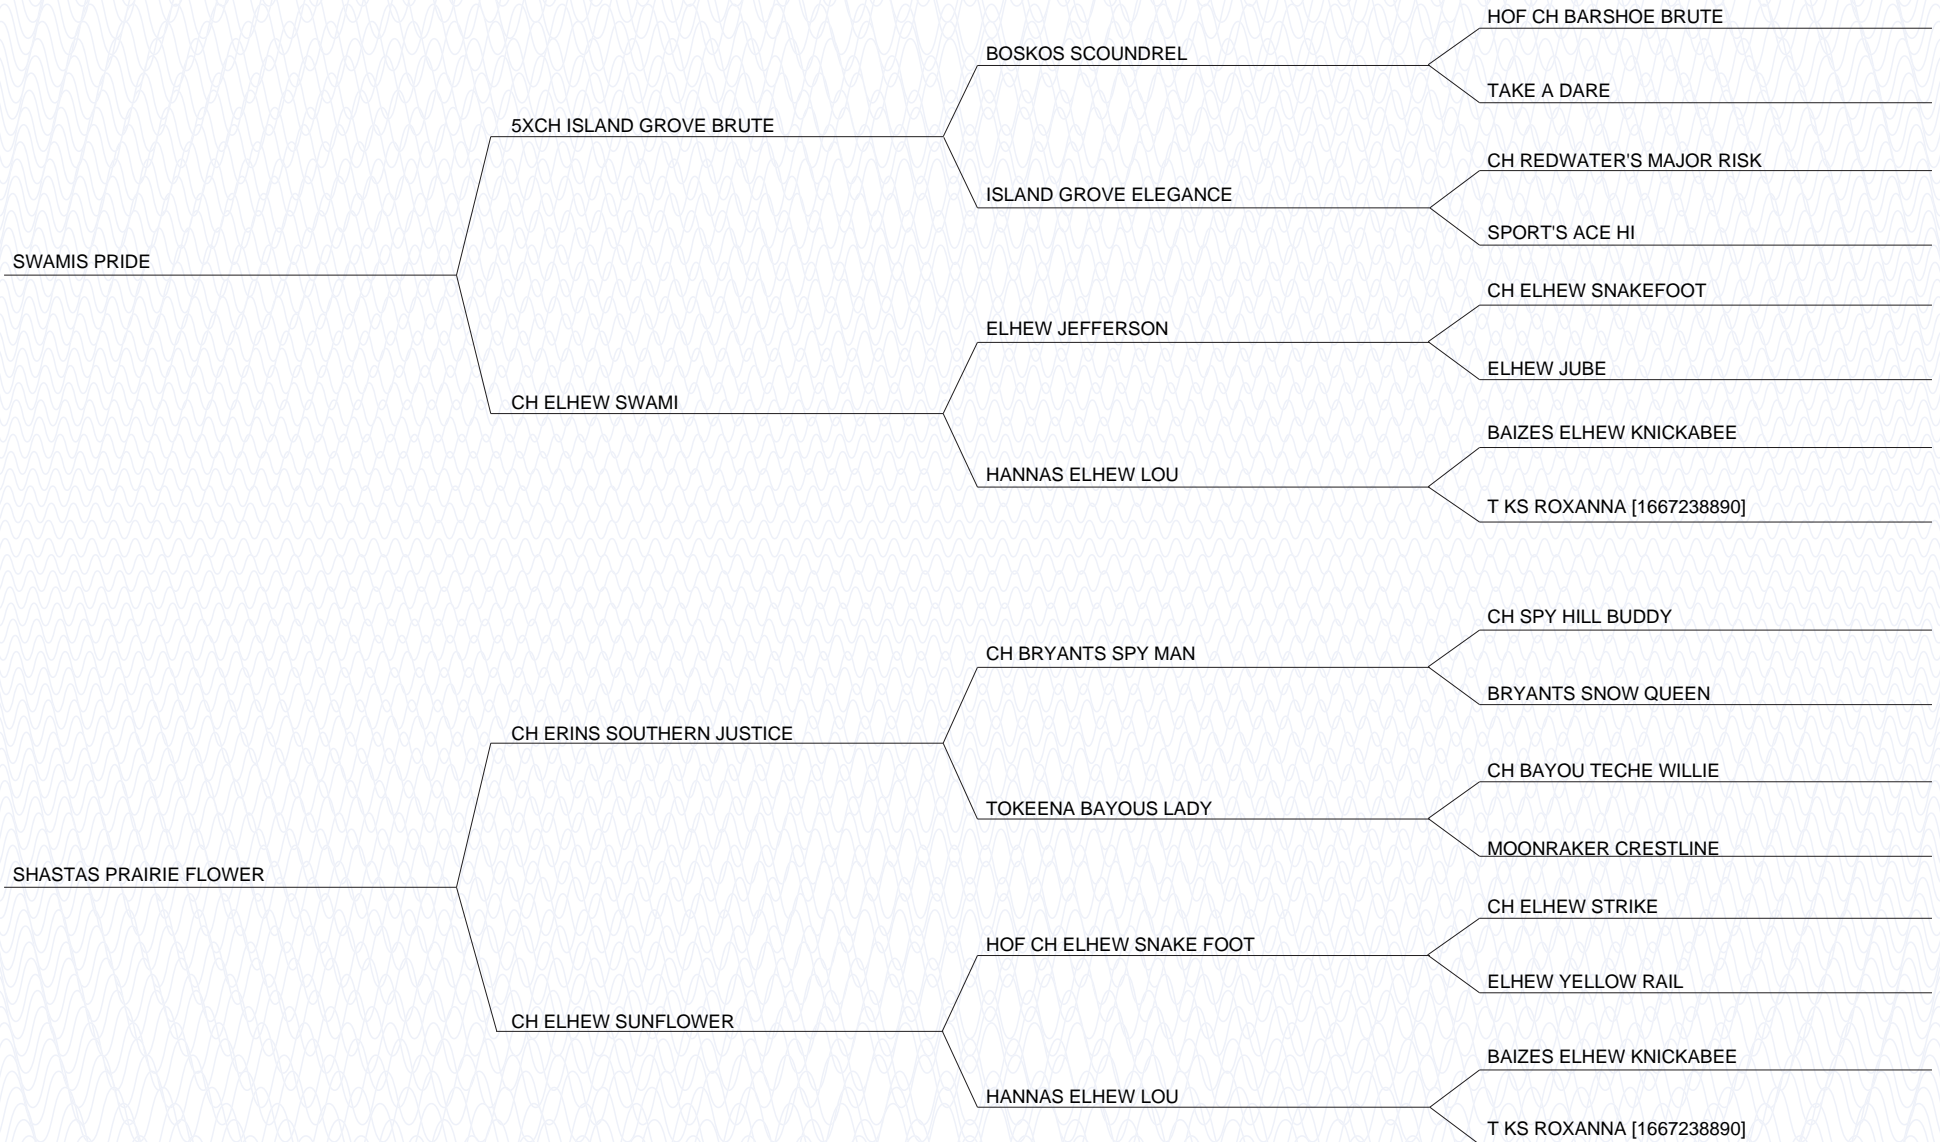 HOF CH BARSHOE BRUTE
BOSKOS SCOUNDREL
TAKE A DARE
5XCH ISLAND GROVE BRUTE
CH REDWATER'S MAJOR RISK
ISLAND GROVE ELEGANCE
SPORT'S ACE HI
SWAMIS PRIDE
CH ELHEW SNAKEFOOT
ELHEW JEFFERSON
ELHEW JUBE
CH ELHEW SWAMI
BAIZES ELHEW KNICKABEE
HANNAS ELHEW LOU
T KS ROXANNA [1667238890]
CH SPY HILL BUDDY
CH BRYANTS SPY MAN
BRYANTS SNOW QUEEN
CH ERINS SOUTHERN JUSTICE
CH BAYOU TECHE WILLIE
TOKEENA BAYOUS LADY
MOONRAKER CRESTLINE
SHASTAS PRAIRIE FLOWER
CH ELHEW STRIKE
HOF CH ELHEW SNAKE FOOT
ELHEW YELLOW RAIL
CH ELHEW SUNFLOWER
BAIZES ELHEW KNICKABEE
HANNAS ELHEW LOU
T KS ROXANNA [1667238890]